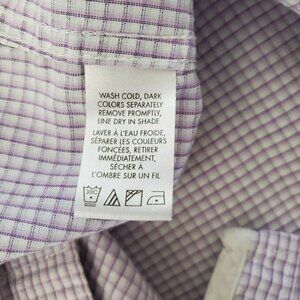 WASH COLD, DARK
COLORS SEPARATELY
REMOVE PROMPTLY,
LINE DRY IN SHADE
LAVER À L'EAU FROIDE,
SÉPARER LES COULEURS
FONCÉES, RETIRER
IMMÉDIATEMENT,
SÉCHER À
L'OMBRE SUR UN FIL